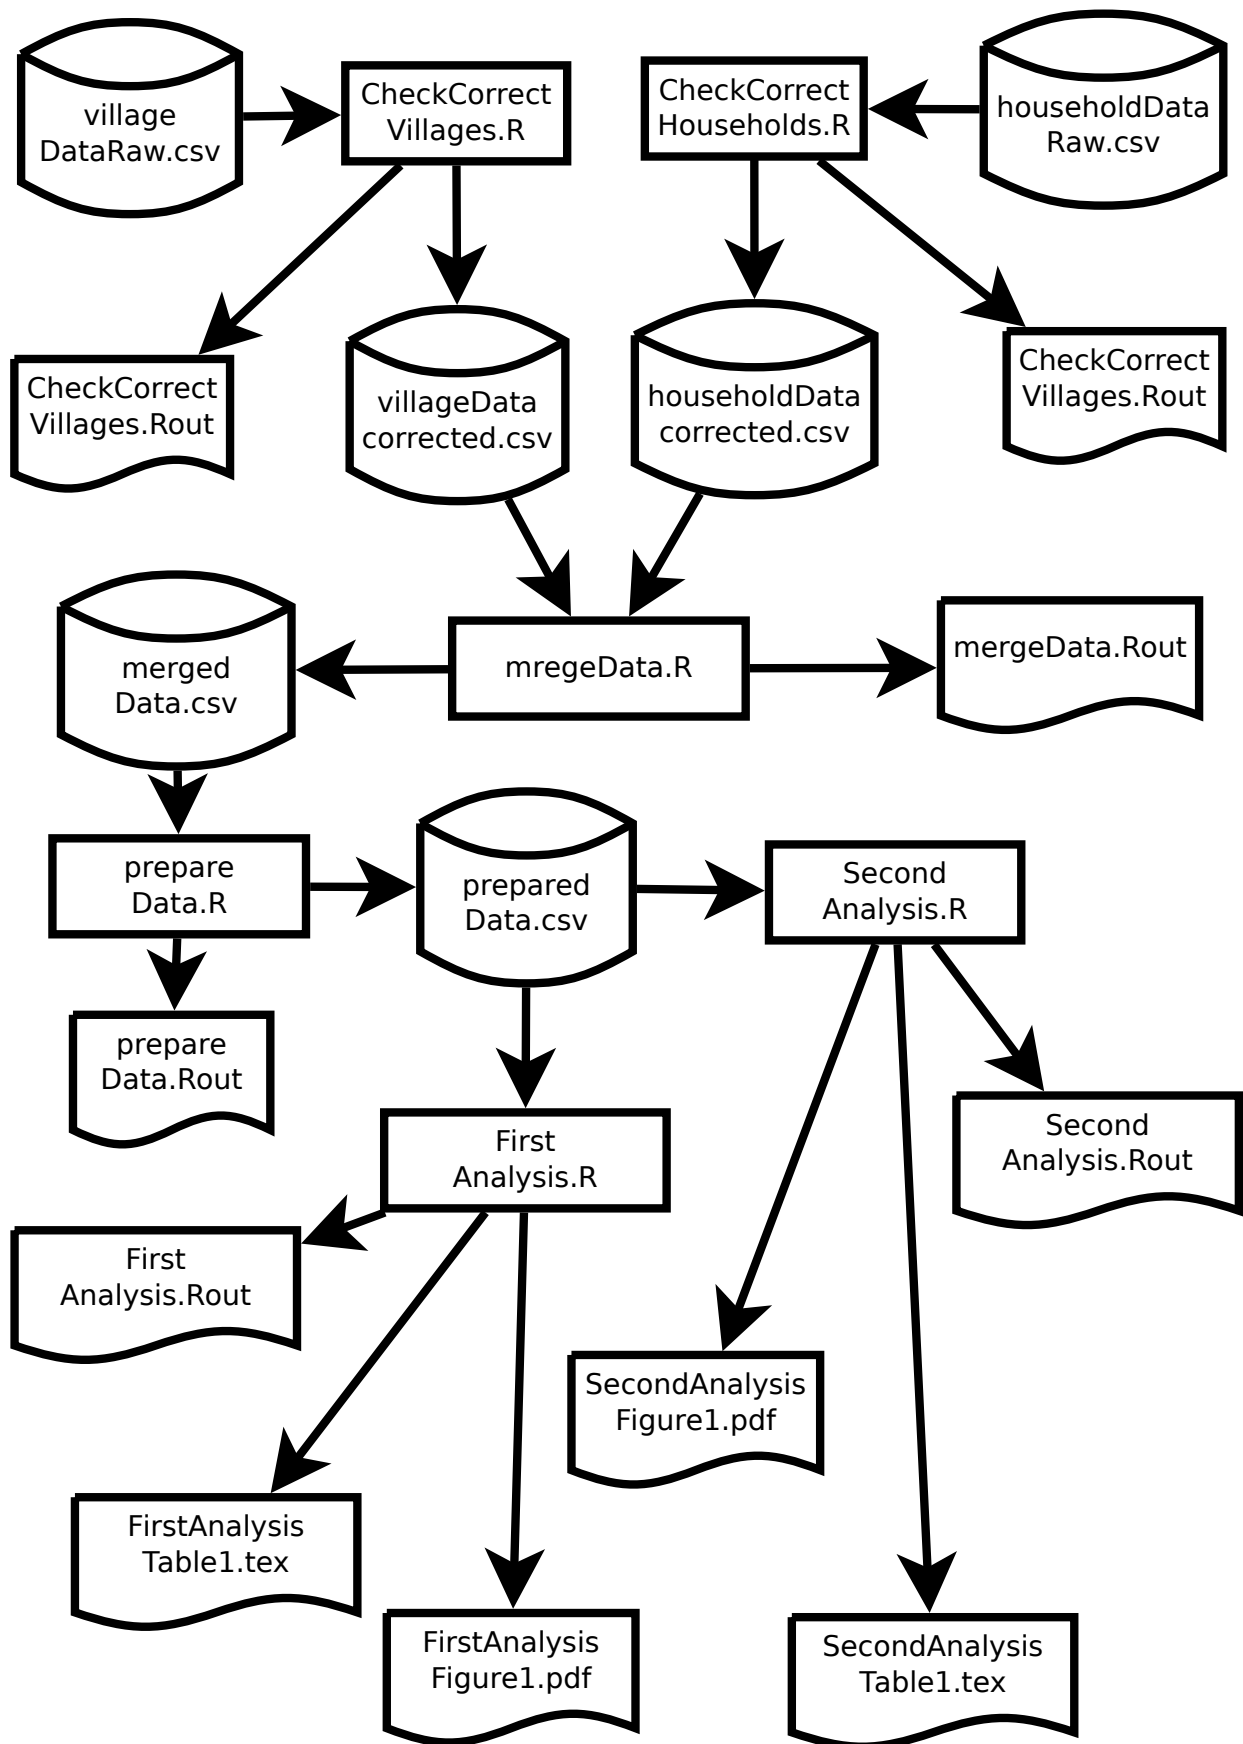 village
DataRaw.csv
CheckCorrect
Villages.R
CheckCorrect
Households.R
householdData
Raw.csv
CheckCorrect
Villages.Rout
villageData
corrected.csv
householdData
corrected.csv
CheckCorrect
Villages.Rout
merged
Data.csv
mregeData.R
mergeData.Rout
prepare
Data.R
prepared
Data.csv
Second
Analysis.R
prepare
Data.Rout
First
Analysis.R
Second
Analysis.Rout
First
Analysis.Rout
SecondAnalysis
Figure1.pdf
FirstAnalysis
Table1.tex
FirstAnalysis
Figure1.pdf
SecondAnalysis
Table1.tex